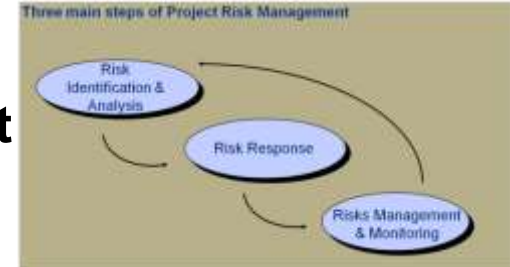 Three main steps of Project Risk Management
Risk
Identification &
Analysis
t
Risk Response
Risks Management
& Monitoring